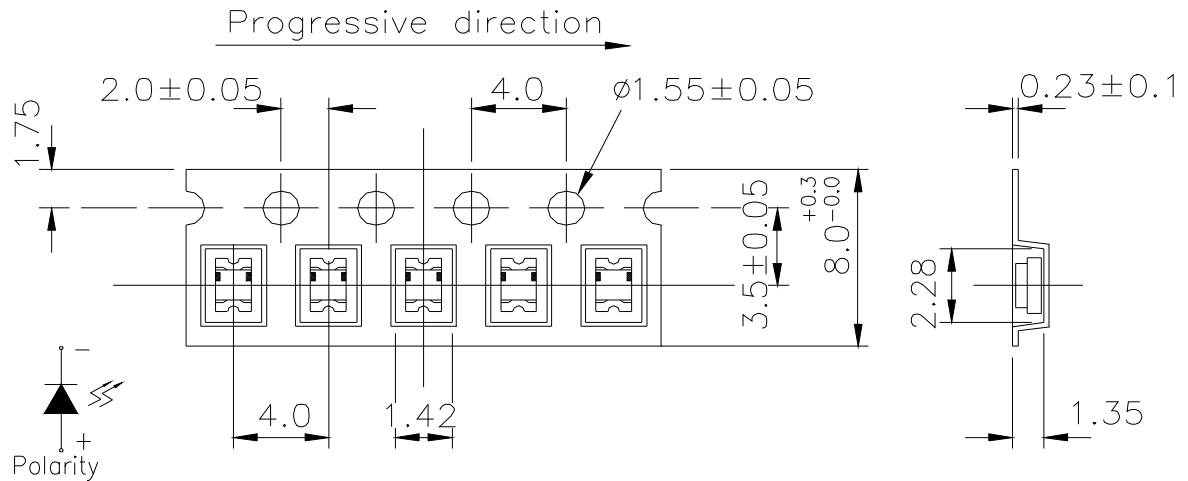 Progressive direction
2.0±0.05
4.0
ø1.55±0.05
0.23±0.1
1.75
3.5±0.05
8.0 +0.3 -0.0
2.28
−
4.0
1.42
1.35
+
Polarity